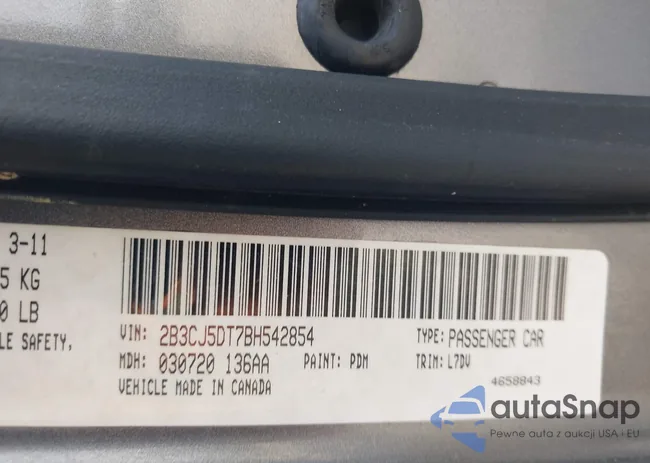 3-11
5 KG
0 LB
LE SAFETY,
VIN: 2B3CJ5DT7BH542854
TYPE: PASSENGER CAR
MDH: 030720 136AA
PAINT: PDM
TRIM: L7DV
VEHICLE MADE IN CANADA
4658843
autaSnap
Pewne auta z aukcji USA i EU